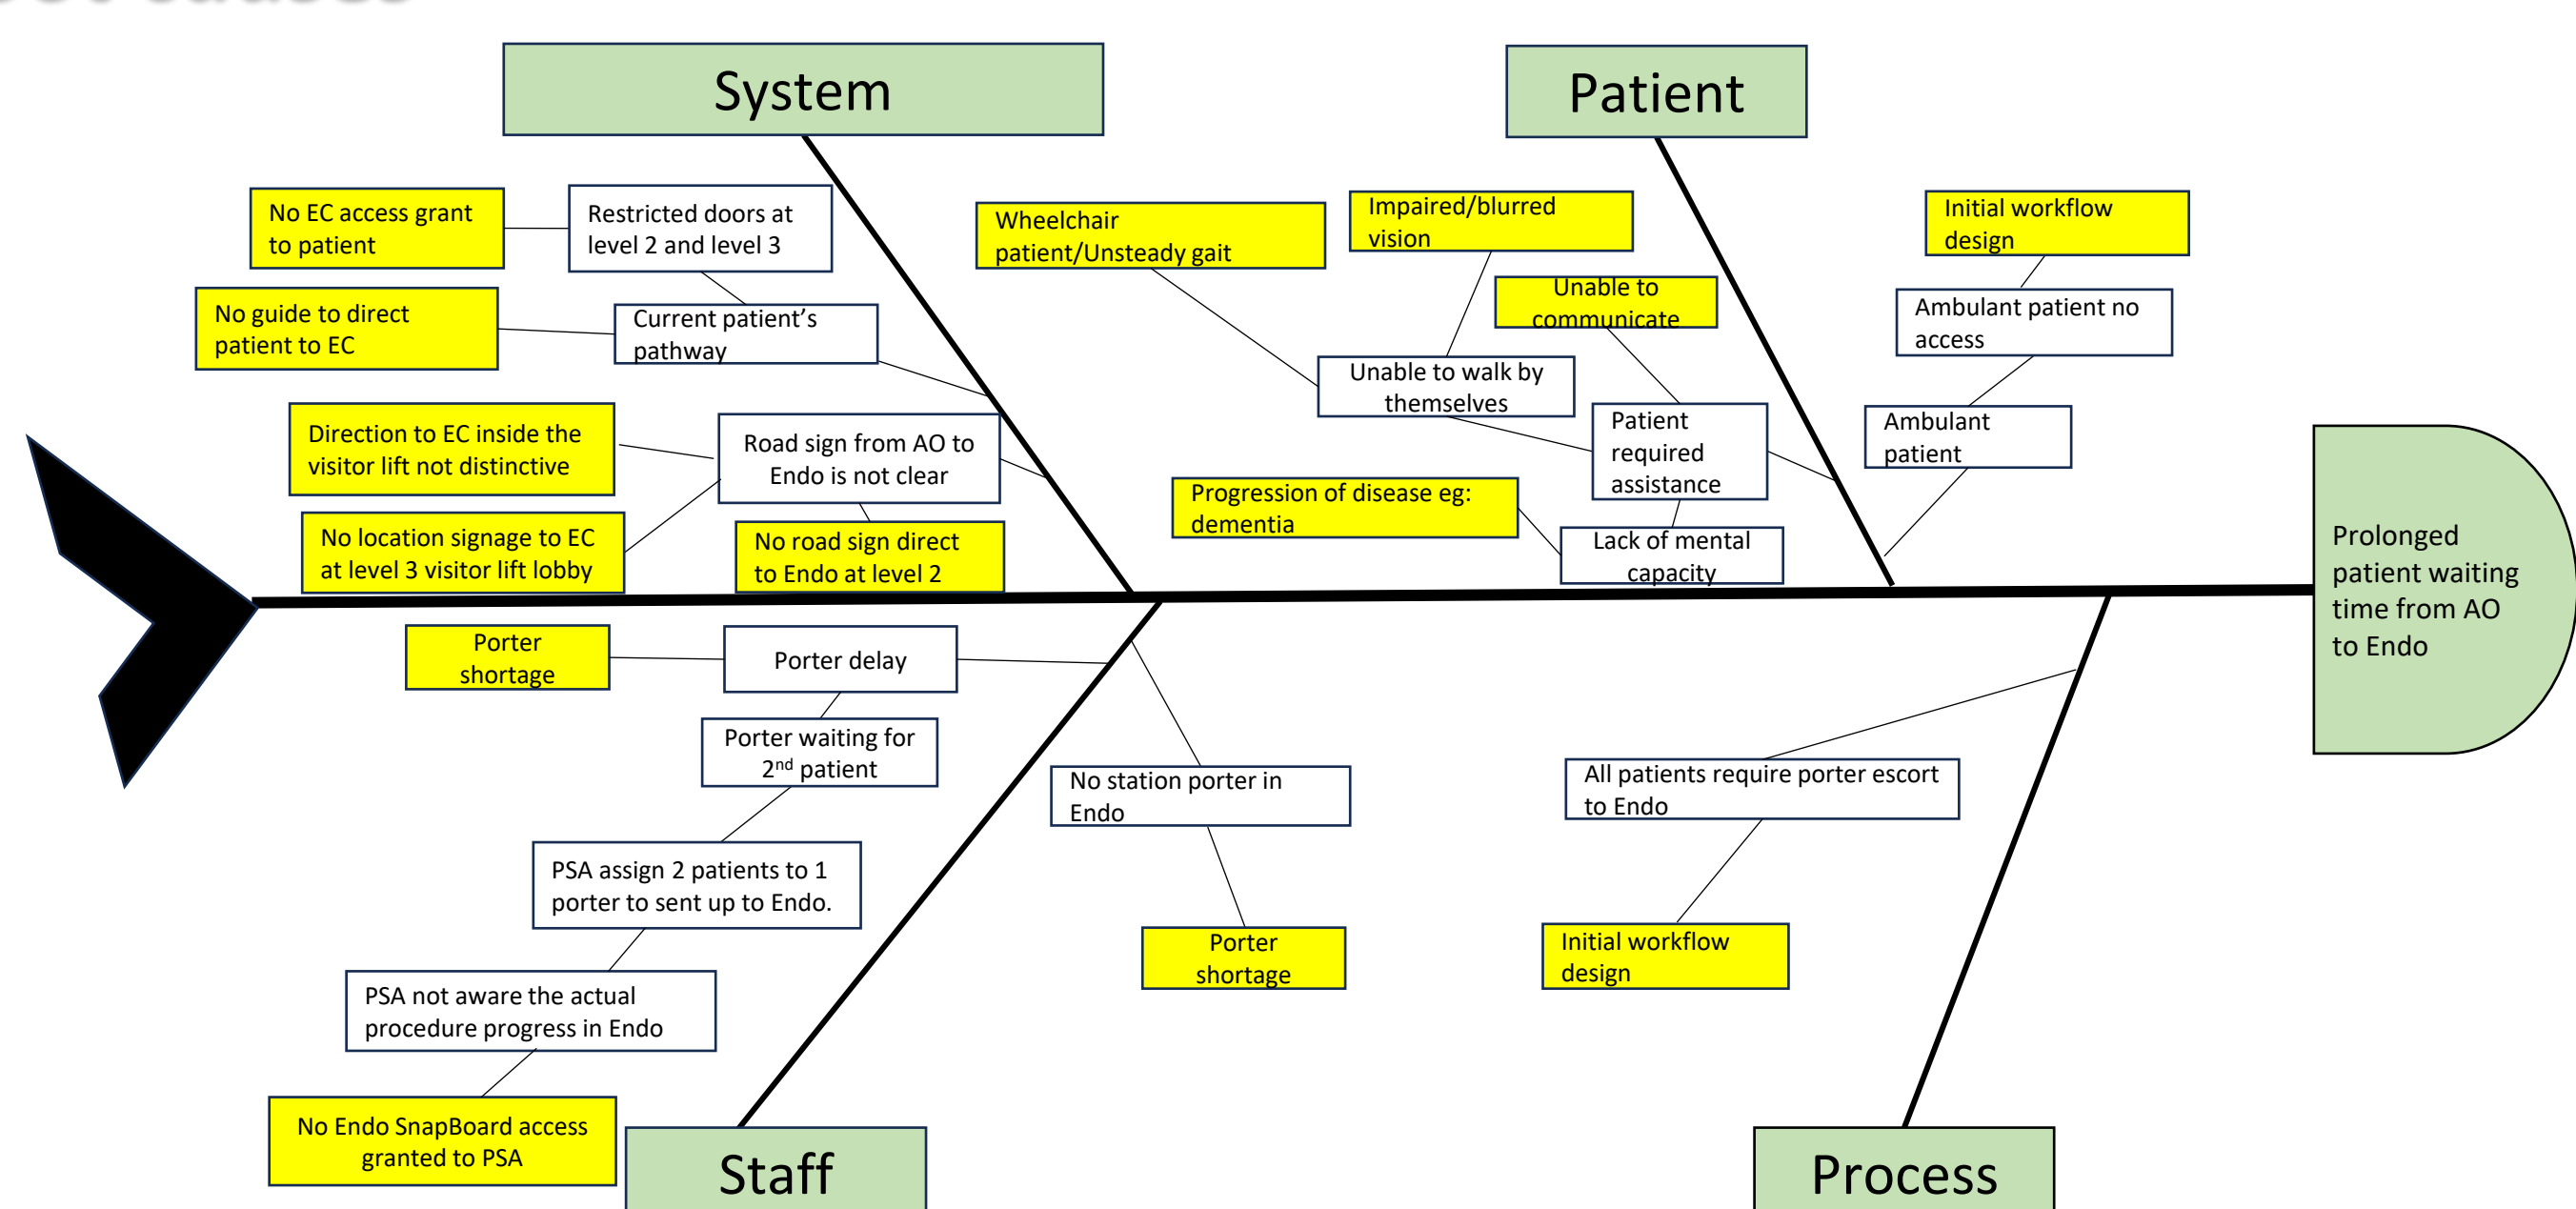 causes
System
Patient
No EC access grant
to patient
Restricted doors at
level 2 and level 3
Wheelchair
patient/Unsteady gait
Impaired/blurred
vision
Initial workflow
design
No guide to direct
patient to EC
Current patient’s
pathway
Unable to
communicate
Ambulant patient no
access
Unable to walk by
themselves
Direction to EC inside the
visitor lift not distinctive
Road sign from AO to
Endo is not clear
Patient
required
assistance
Ambulant
patient
Progression of disease eg:
dementia
No location signage to EC
at level 3 visitor lift lobby
No road sign direct
to Endo at level 2
Lack of mental
capacity
Prolonged
patient waiting
time from AO
to Endo
Porter
shortage
Porter delay
Porter waiting for
2nd patient
No station porter in
Endo
All patients require porter escort
to Endo
PSA assign 2 patients to 1
porter to sent up to Endo.
Porter
shortage
Initial workflow
design
PSA not aware the actual
procedure progress in Endo
No Endo SnapBoard access
granted to PSA
Staff
Process